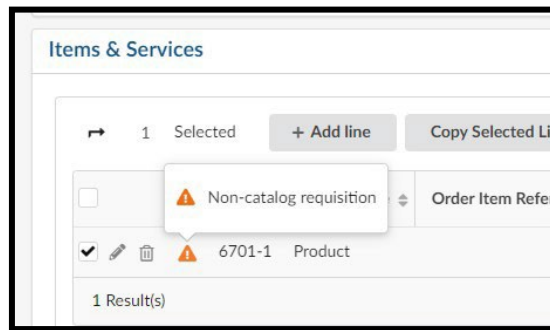 Items & Services
1 Selected + Add line Copy Selected Li
Non-catalog requisition
Order Item Refe
6701-1 Product
1 Result(s)